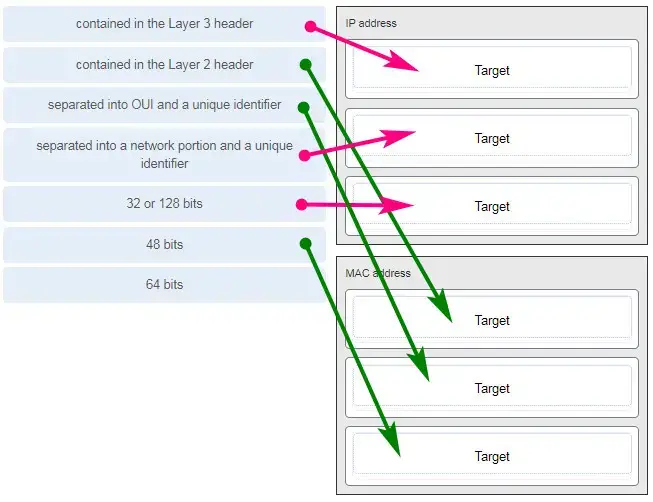 contained in the Layer 3 header
contained in the Layer 2 header
separated into OUI and a unique identifier
separated into a network portion and a unique
identifier
32 or 128 bits
48 bits
64 bits
IP address
Target
Target
Target
MAC address
Target
Target
Target